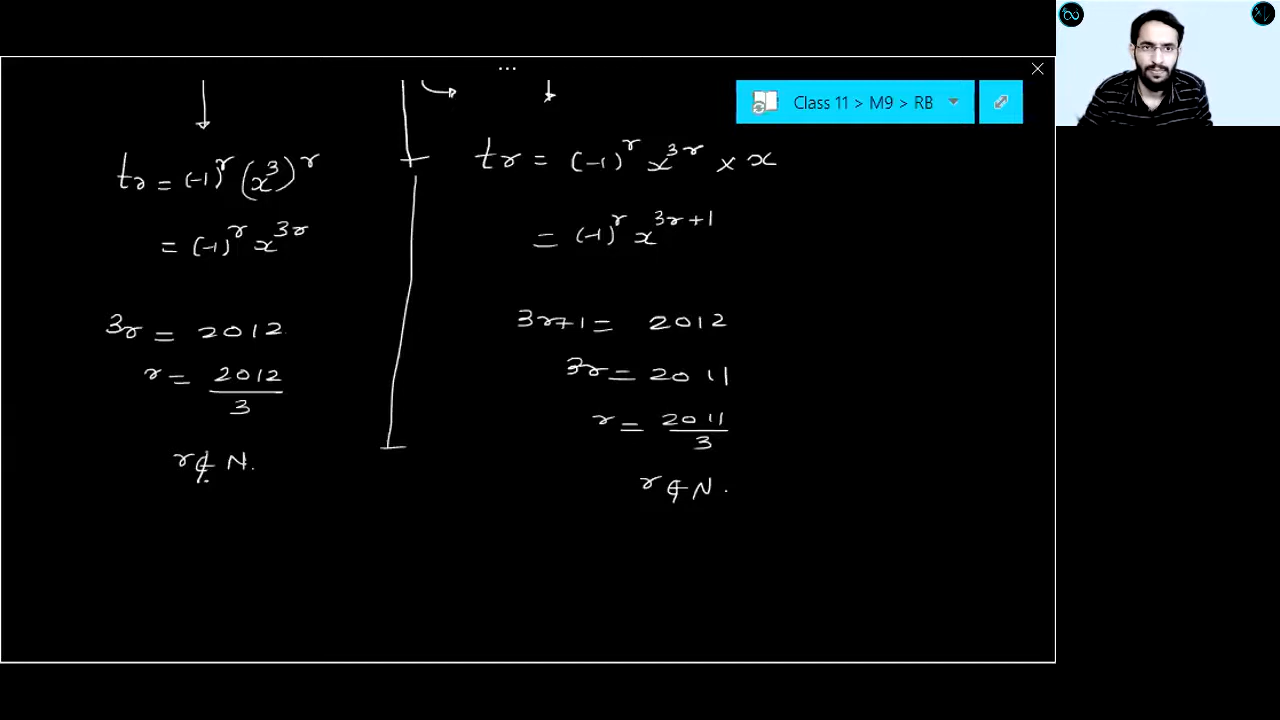 ...
Class 11 > M9 > RB
tr = (-1)^r (x^3)^r
= (-1)^r x^3r
3r = 2012
r = 2012/3
r ∉ N.
tr = (-1)^r x^3r × x
= (-1)^r x^3r+1
3r+1 = 2012
3r = 2011
r = 2011/3
r ∉ N.